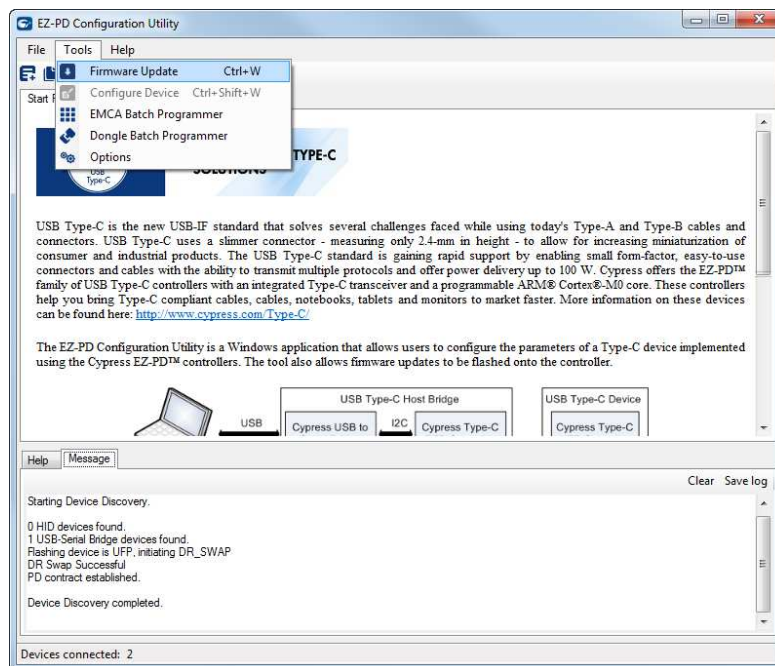 EZ-PD Configuration Utility
File Tools Help
Firmware Update Ctrl+W
Configure Device Ctrl+Shift+W
EMCA Batch Programmer
Dongle Batch Programmer
Options
Start
TYPE-C
SOLUTIONS
USB
Type-C
USB Type-C is the new USB-IF standard that solves several challenges faced while using today's Type-A and Type-B cables and
connectors. USB Type-C uses a slimmer connector - measuring only 2.4-mm in height - to allow for increasing miniaturization of
consumer and industrial products. The USB Type-C standard is gaining rapid support by enabling small form-factor, easy-to-use
connectors and cables with the ability to transmit multiple protocols and offer power delivery up to 100 W. Cypress offers the EZ-PD™
family of USB Type-C controllers with an integrated Type-C transceiver and a programmable ARM® Cortex®-M0 core. These controllers
help you bring Type-C compliant cables, cables, notebooks, tablets and monitors to market faster. More information on these devices
can be found here: http://www.cypress.com/Type-C/
The EZ-PD Configuration Utility is a Windows application that allows users to configure the parameters of a Type-C device implemented
using the Cypress EZ-PD™ controllers. The tool also allows firmware updates to be flashed onto the controller.
USB Type-C Host Bridge USB Type-C Device
USB I2C
Cypress USB to Cypress Type-C Cypress Type-C
Help Message
Clear Save log
Starting Device Discovery.
0 HID devices found.
1 USB-Serial Bridge devices found.
Flashing device is UFP, initiating DR_SWAP
DR Swap Successful
PD contract established.
Device Discovery completed.
Devices connected: 2